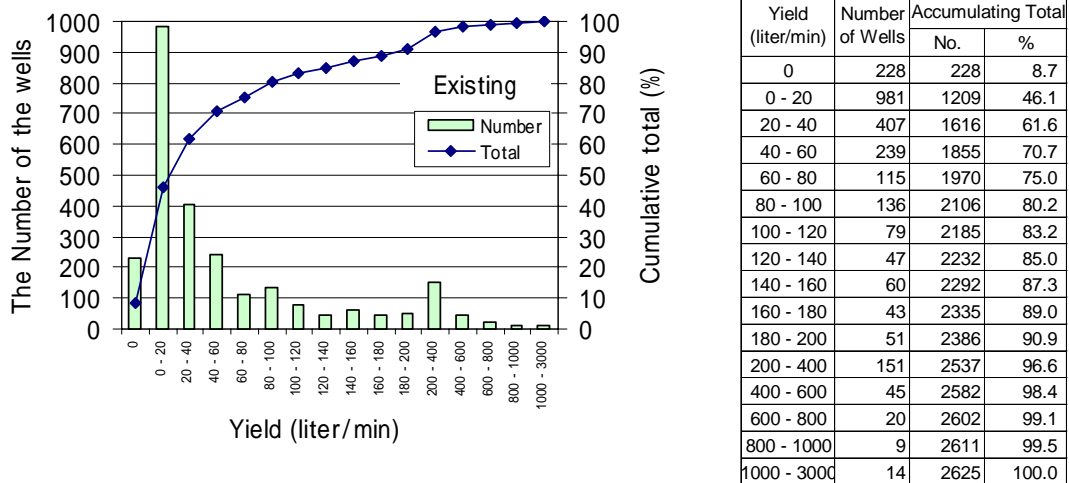 1000
900
800
700
600
500
400
300
200
100
0
The Number of the wells
100
90
80
70
60
50
40
30
20
10
0
Cumulative total (%)
Existing
Number
Total
0
0 - 20
20 - 40
40 - 60
60 - 80
80 - 100
100 - 120
120 - 140
140 - 160
160 - 180
180 - 200
200 - 400
400 - 600
600 - 800
800 - 1000
1000 - 3000
Yield (liter/min)
Yield (liter/min) Number of Wells Accumulating Total
No. %
0 228 228 8.7
0 - 20 981 1209 46.1
20 - 40 407 1616 61.6
40 - 60 239 1855 70.7
60 - 80 115 1970 75.0
80 - 100 136 2106 80.2
100 - 120 79 2185 83.2
120 - 140 47 2232 85.0
140 - 160 60 2292 87.3
160 - 180 43 2335 89.0
180 - 200 51 2386 90.9
200 - 400 151 2537 96.6
400 - 600 45 2582 98.4
600 - 800 20 2602 99.1
800 - 1000 9 2611 99.5
1000 - 3000 14 2625 100.0